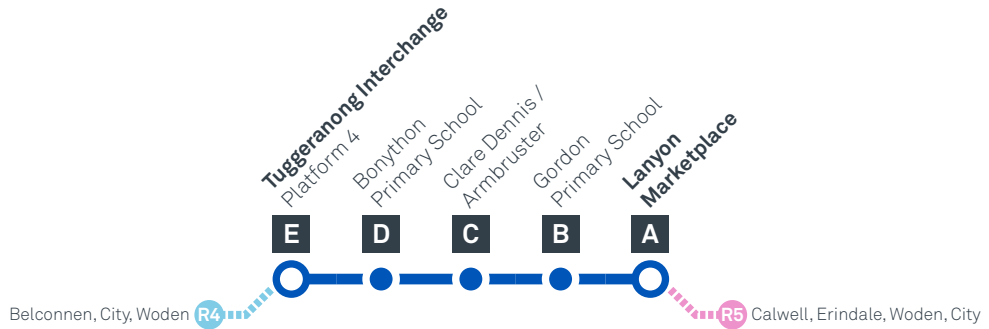 Tuggeranong Interchange
Platform 4
Bonython
Primary School
Clare Dennis /
Armbruster
Gordon
Primary School
Lanyon
Marketplace
E
D
C
B
A
Belconnen, City, Woden R4
R5 Calwell, Erindale, Woden, City